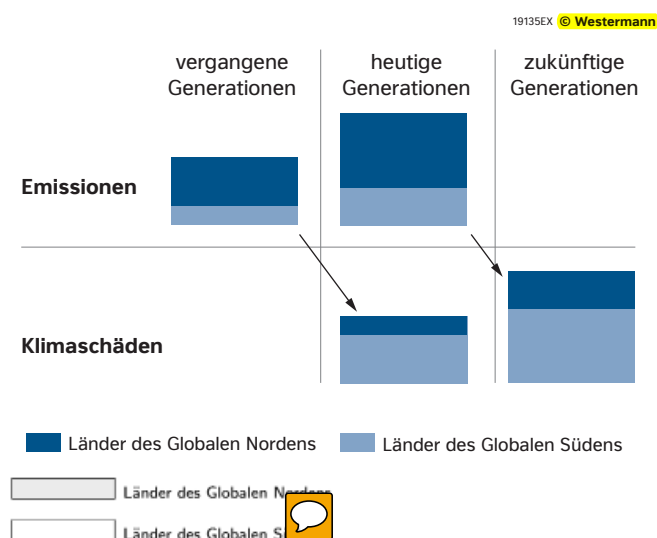 19135EX © Westermann
vergangene heutige zukünftige
Generationen Generationen Generationen
Emissionen
Klimaschäden
Länder des Globalen Nordens Länder des Globalen Südens
Länder des Globalen Nordens
Länder des Globalen